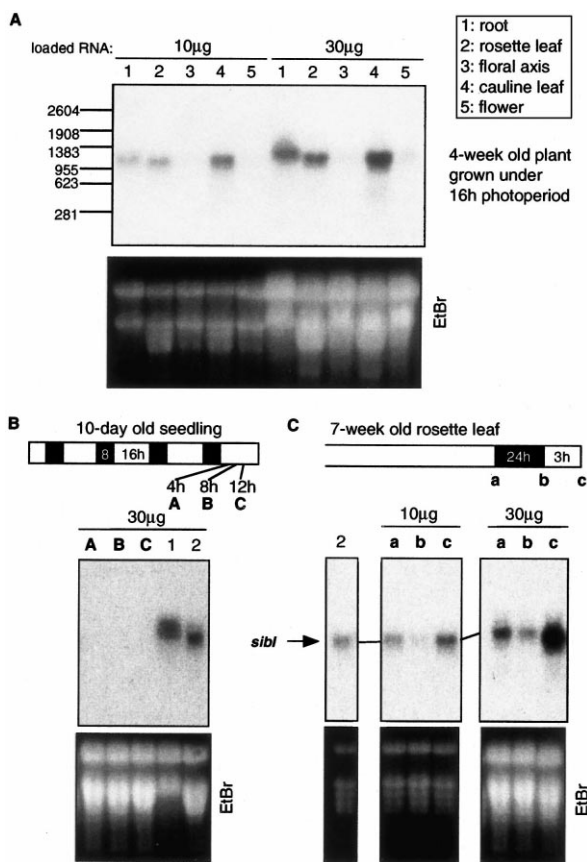 A
loaded RNA: 10µg 30µg
1 2 3 4 5 1 2 3 4 5
1: root
2: rosette leaf
3: floral axis
4: cauline leaf
5: flower
2604
1908
1383
955
623
281
4-week old plant
grown under
16h photoperiod
EtBr
B
10-day old seedling
8 16h
4h 8h 12h
A B C
30µg
A B C 1 2
EtBr
C
7-week old rosette leaf
24h 3h
a b c
10µg 30µg
2 a b c a b c
sibI
EtBr